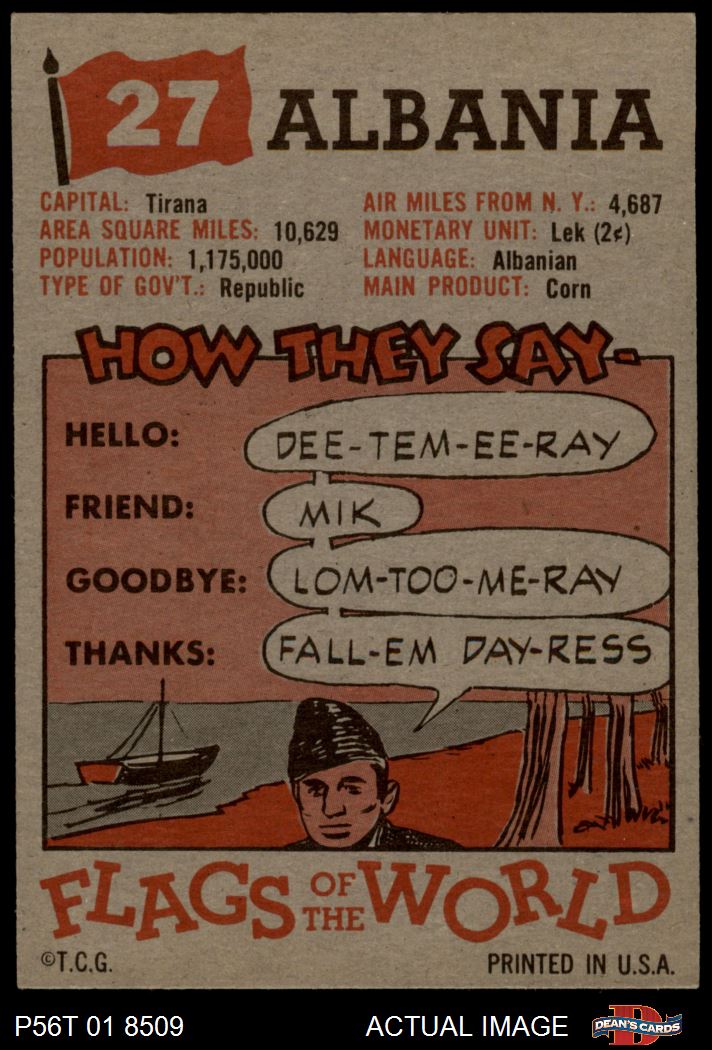 27 ALBANIA
CAPITAL: Tirana
AREA SQUARE MILES: 10,629
POPULATION: 1,175,000
TYPE OF GOV'T.: Republic
AIR MILES FROM N. Y.: 4,687
MONETARY UNIT: Lek (2¢)
LANGUAGE: Albanian
MAIN PRODUCT: Corn
HOW THEY SAY-
HELLO: DEE-TEM-EE-RAY
FRIEND: MIK
GOODBYE: LOM-TOO-ME-RAY
THANKS: FALL-EM DAY-RESS
FLAGS OF THE WORLD
©T.C.G. PRINTED IN U.S.A.
P56T 01 8509 ACTUAL IMAGE D DEAN'S CARDS